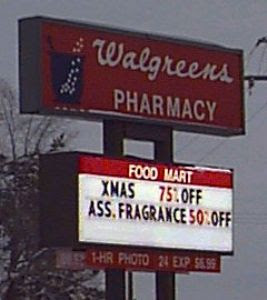 Walgreens
PHARMACY
FOOD MART
XMAS 75% OFF
ASS. FRAGRANCE 50% OFF
1-HR PHOTO 24 EXP $6.99